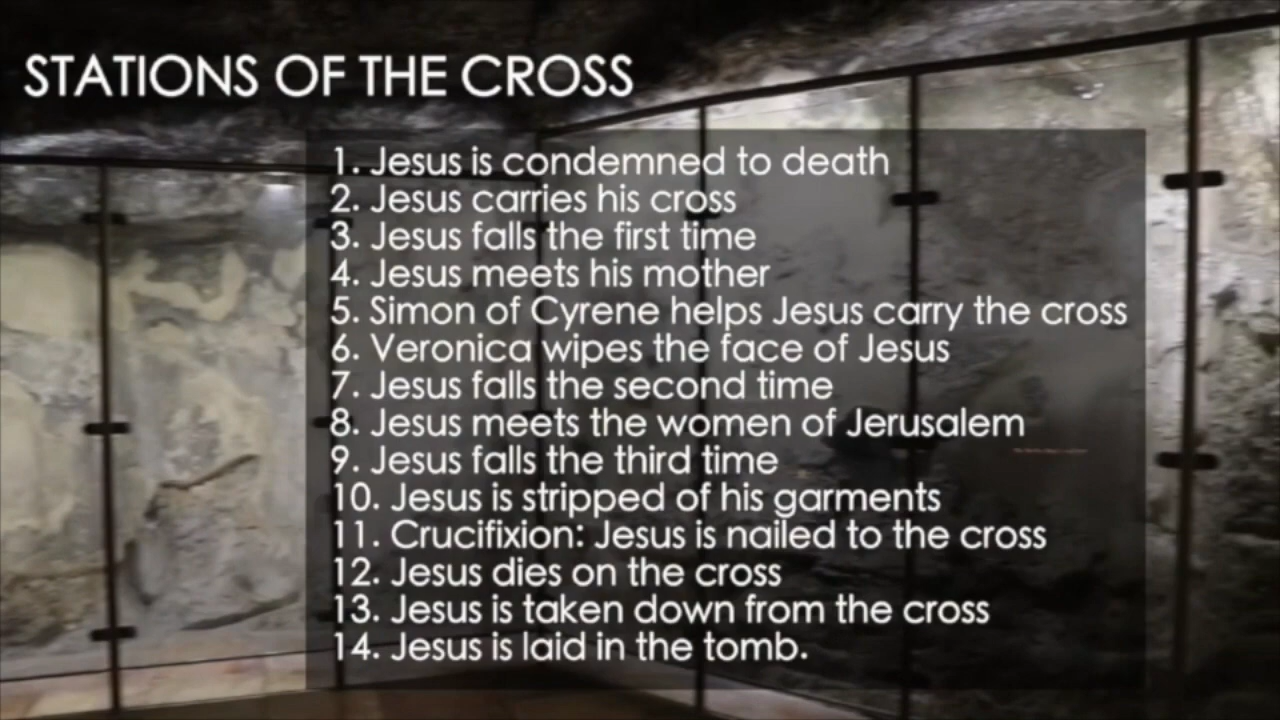 STATIONS OF THE CROSS
1. Jesus is condemned to death
2. Jesus carries his cross
3. Jesus falls the first time
4. Jesus meets his mother
5. Simon of Cyrene helps Jesus carry the cross
6. Veronica wipes the face of Jesus
7. Jesus falls the second time
8. Jesus meets the women of Jerusalem
9. Jesus falls the third time
10. Jesus is stripped of his garments
11. Crucifixion: Jesus is nailed to the cross
12. Jesus dies on the cross
13. Jesus is taken down from the cross
14. Jesus is laid in the tomb.